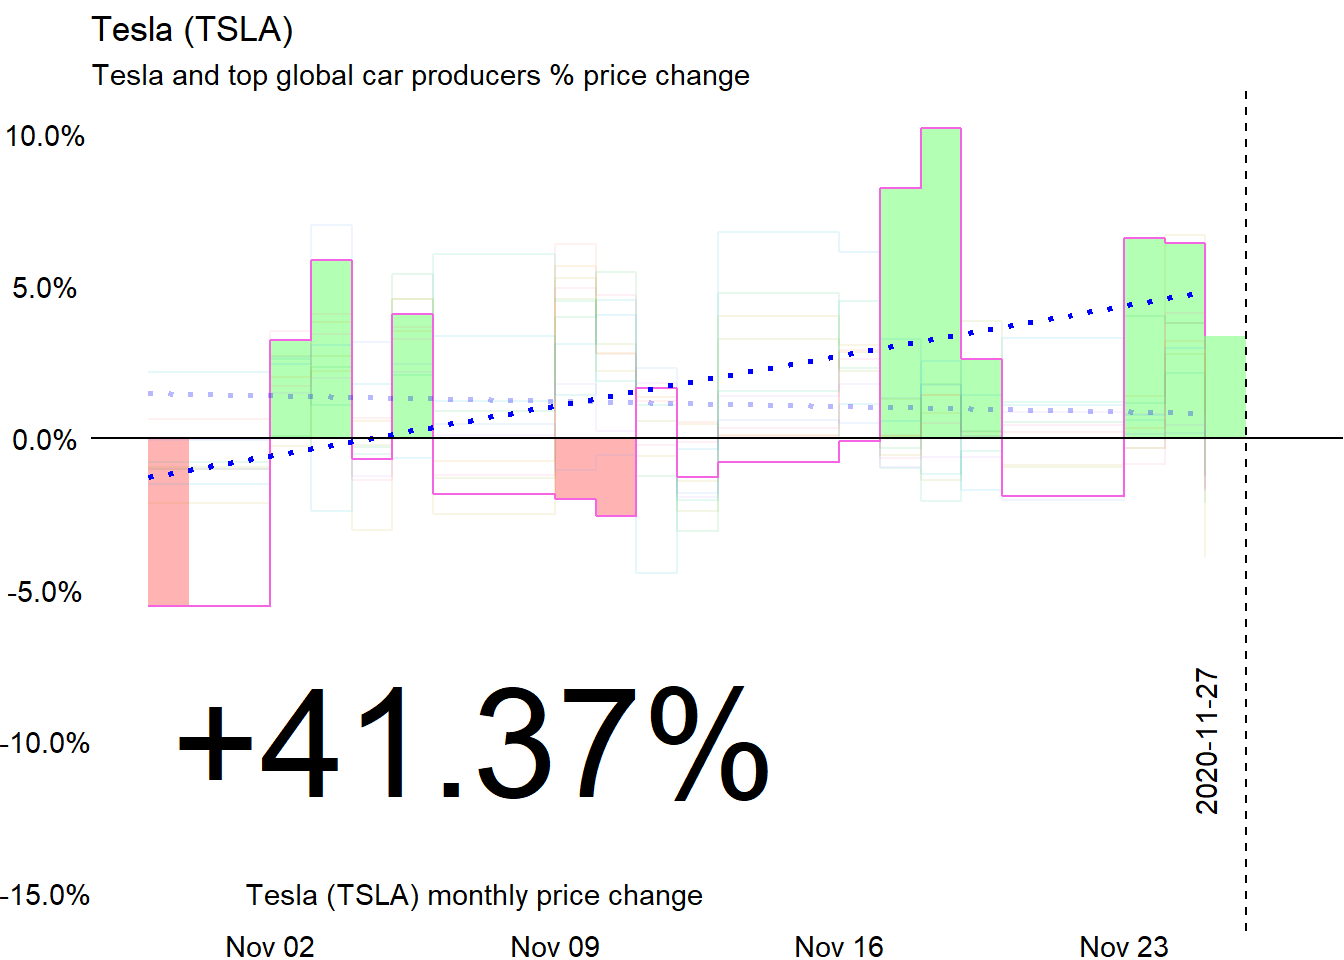 Tesla (TSLA)
Tesla and top global car producers % price change
10.0%
5.0%
0.0%
-5.0%
-10.0%
-15.0%
+41.37%
Tesla (TSLA) monthly price change
2020-11-27
Nov 02
Nov 09
Nov 16
Nov 23